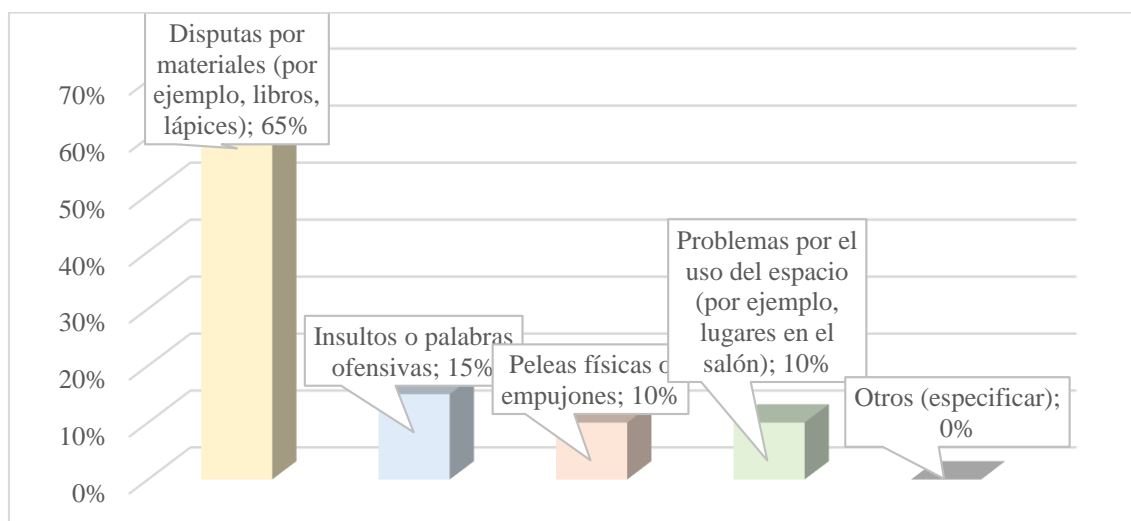 Disputas por
materiales (por
ejemplo, libros,
lápices); 65%
70%
60%
50%
40%
30%
20%
10%
0%
Insultos o palabras
ofensivas; 15%
Peleas físicas o
empujones; 10%
Problemas por el
uso del espacio
(por ejemplo,
lugares en el
salón); 10%
Otros (especificar);
0%